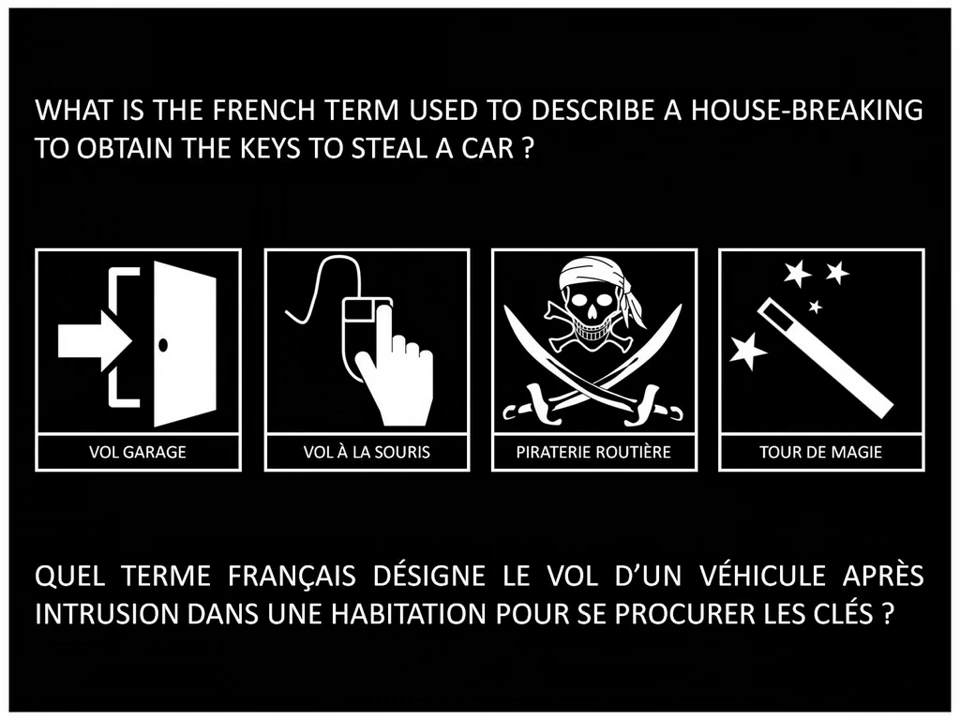 WHAT IS THE FRENCH TERM USED TO DESCRIBE A HOUSE-BREAKING
TO OBTAIN THE KEYS TO STEAL A CAR ?
VOL GARAGE
VOL À LA SOURIS
PIRATERIE ROUTIÈRE
TOUR DE MAGIE
QUEL TERME FRANÇAIS DÉSIGNE LE VOL D’UN VÉHICULE APRÈS
INTRUSION DANS UNE HABITATION POUR SE PROCURER LES CLÉS ?